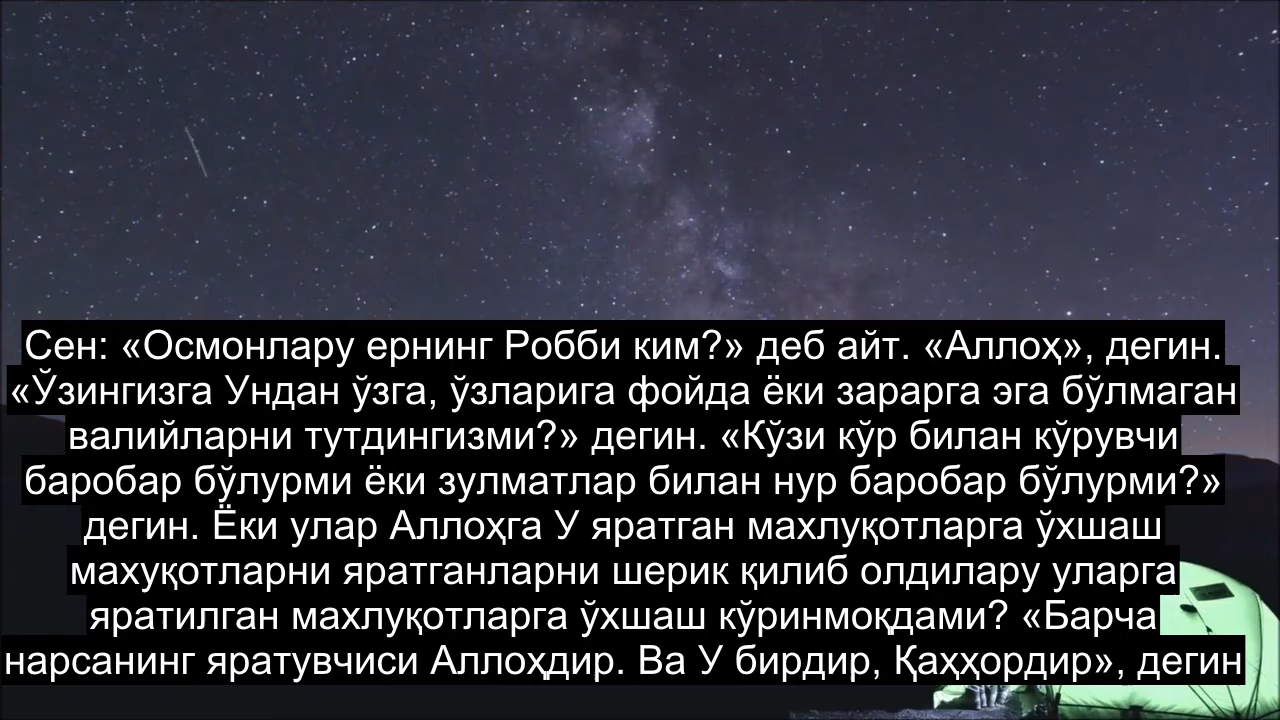 Сен: «Осмонлару ернинг Робби ким?» деб айт. «Аллоҳ», дегин.
«Ўзингизга Ундан ўзга, ўзларига фойда ёки зарарга эга бўлмаган
валийларни тутдингизми?» дегин. «Кўзи кўр билан кўрувчи
баробар бўлурми ёки зулматлар билан нур баробар бўлурми?»
дегин. Ёки улар Аллоҳга У яратган махлуқотларга ўхшаш
махуқотларни яратганларни шерик қилиб олдилару уларга
яратилган махлуқотларга ўхшаш кўринмоқдами? «Барча
нарсанинг яратувчиси Аллоҳдир. Ва У бирдир, Қаҳҳордир», дегин